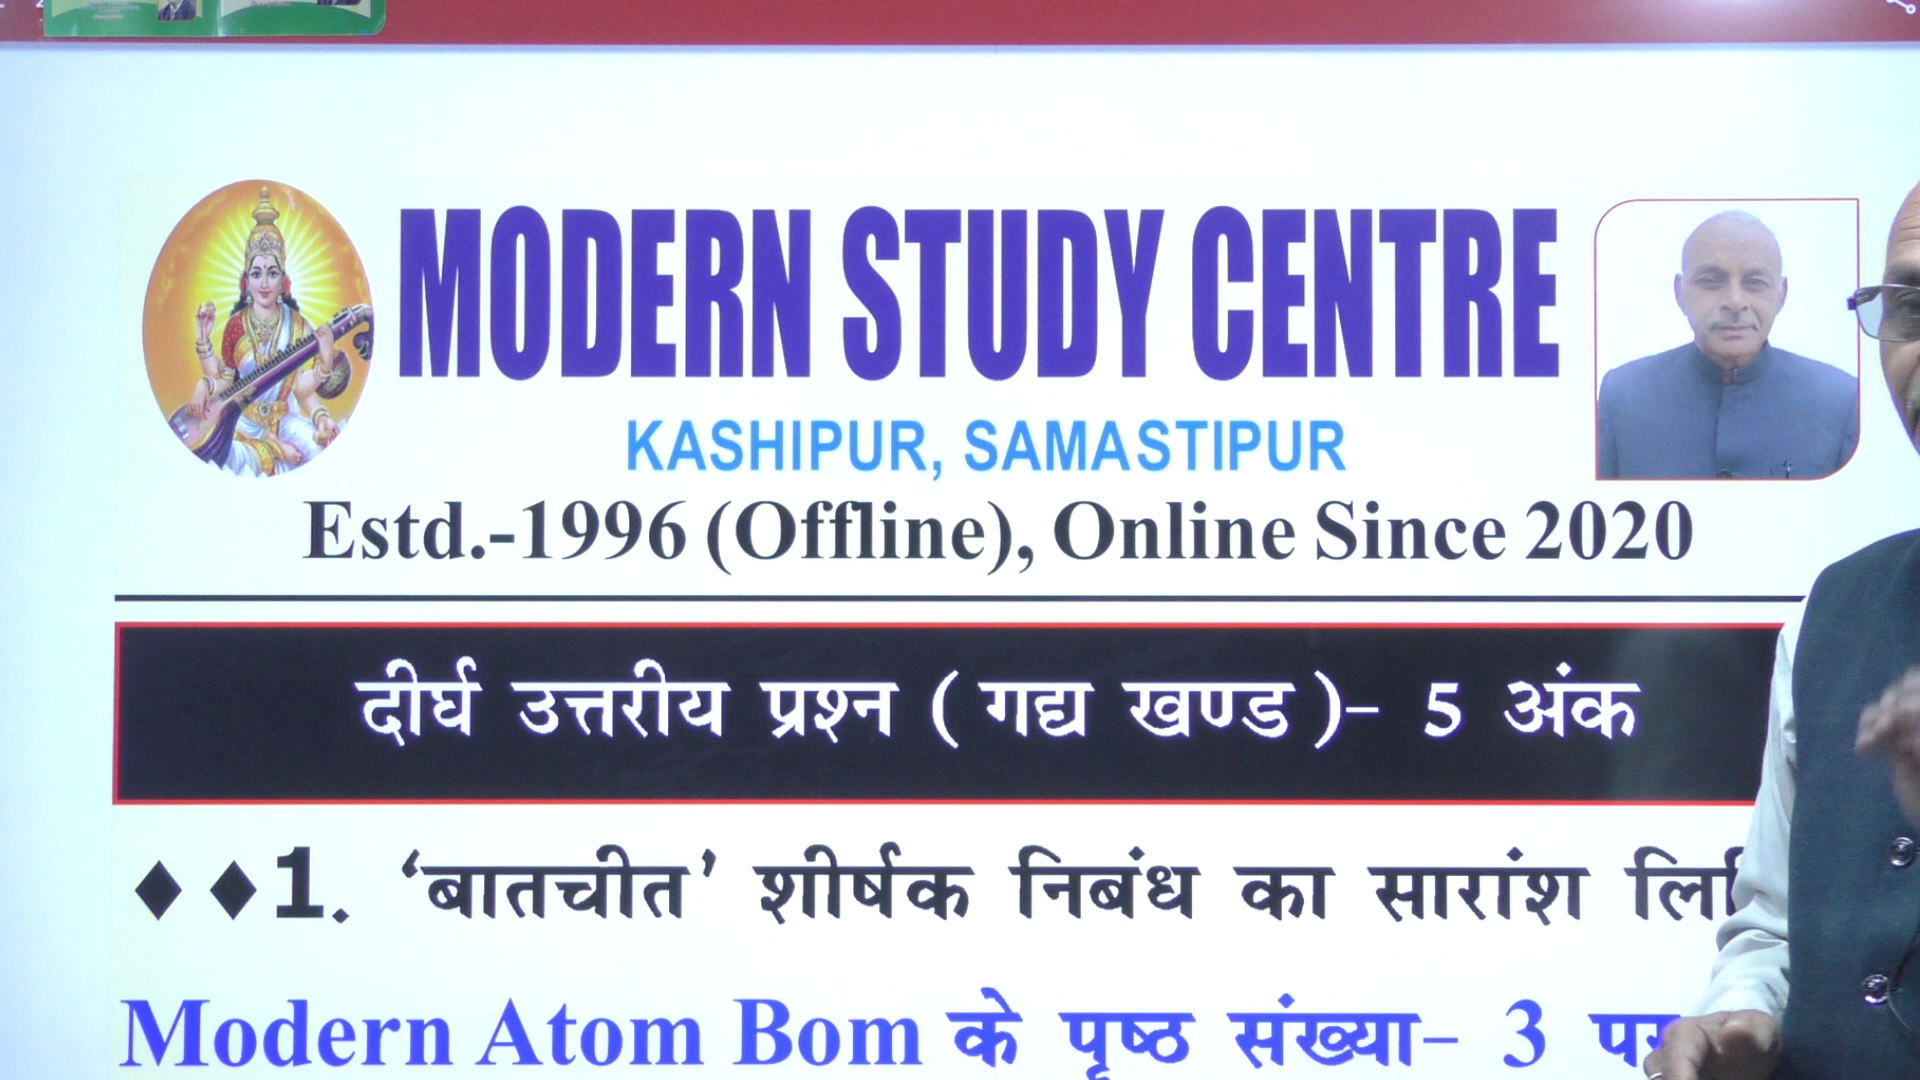 MODERN STUDY CENTRE
KASHIPUR, SAMASTIPUR
Estd.-1996 (Offline), Online Since 2020
दीर्घ उत्तरीय प्रश्न ( गद्य खण्ड )- 5 अंक
♦♦1. ‘बातचीत’ शीर्षक निबंध का सारांश
Modern Atom Bom के पृष्ठ संख्या- 3